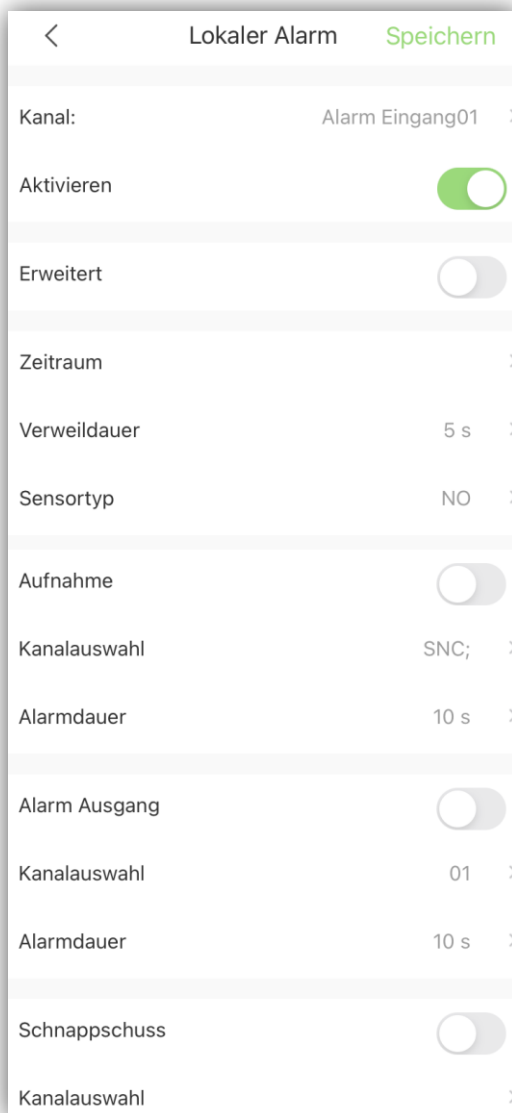 Lokaler Alarm Speichern
Kanal: Alarm Eingang01
Aktivieren
Erweitert
Zeitraum
Verweildauer 5 s
Sensortyp NO
Aufnahme
Kanalauswahl SNC;
Alarmdauer 10 s
Alarm Ausgang
Kanalauswahl 01
Alarmdauer 10 s
Schnappschuss
Kanalauswahl